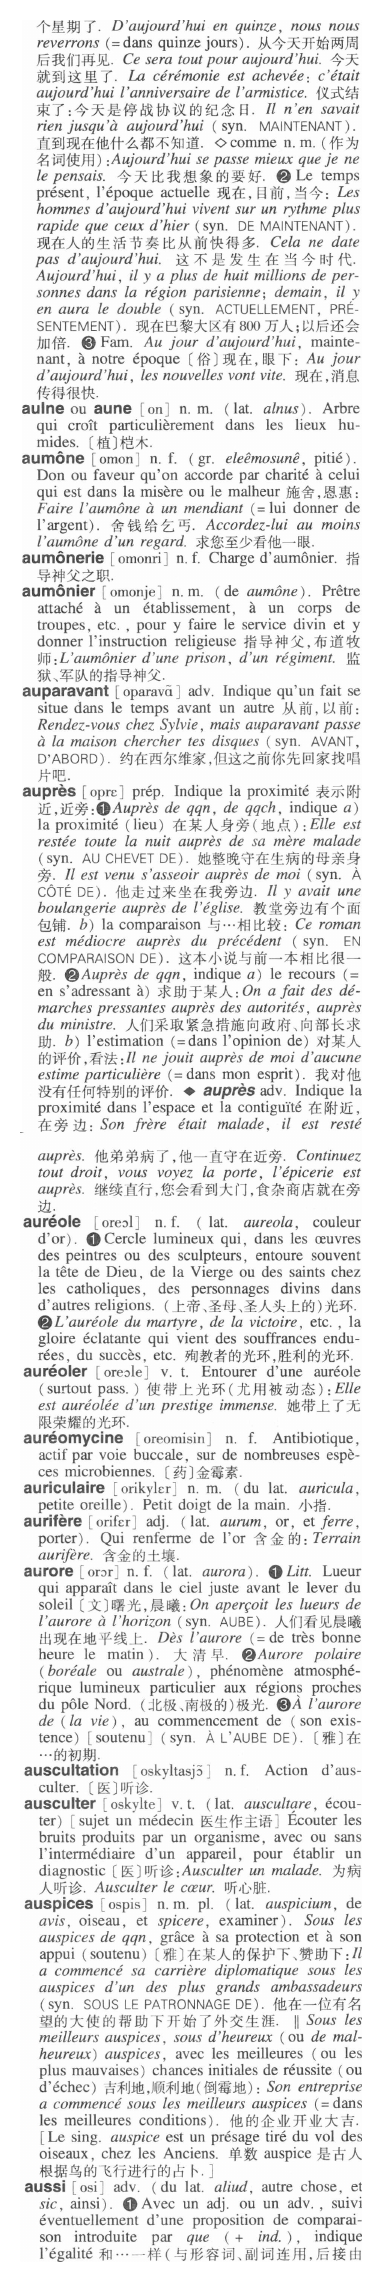 个星期了. D'aujourd'hui en quinze, nous nous
reverrons (= dans quinze jours). 从今天开始两周
后我们再见. Ce sera tout pour aujourd'hui. 今天
就到这里了. La cérémonie est achevée; c'était
aujourd'hui l'anniversaire de l'armistice. 仪式结
束了:今天是停战协议的纪念日. Il n'en savait
rien jusqu'à aujourd'hui (syn. MAINTENANT).
直到现在他什么都不知道. ◇ comme n. m. (作为
名词使用):Aujourd'hui se passe mieux que je ne
le pensais. 今天比我想象的要好. ❷ Le temps
présent, l'époque actuelle 现在,目前,当今: Les
hommes d'aujourd'hui vivent sur un rythme plus
rapide que ceux d'hier (syn. DE MAINTENANT).
现在人的生活节奏比从前快得多. Cela ne date
pas d'aujourd'hui. 这不是发生在当今时代.
Aujourd'hui, il y a plus de huit millions de per-
sonnes dans la région parisienne; demain, il y
en aura le double (syn. ACTUELLEMENT, PRÉ-
SENTEMENT). 现在巴黎大区有 800 万人;以后还会
加倍. ❸ Fam. Au jour d'aujourd'hui, mainte-
nant, à notre époque 〔俗〕现在,眼下: Au jour
d'aujourd'hui, les nouvelles vont vite. 现在,消息
传得很快.
aulne ou aune [on] n. m. (lat. alnus). Arbre
qui croît particulièrement dans les lieux hu-
mides. 〔植〕桤木.
aumône [omon] n. f. (gr. eleêmosunê, pitié).
Don ou faveur qu'on accorde par charité à celui
qui est dans la misère ou le malheur 施舍,恩惠:
Faire l'aumône à un mendiant (= lui donner de
l'argent). 舍钱给乞丐. Accordez-lui au moins
l'aumône d'un regard. 求您至少看他一眼.
aumônerie [omonri] n. f. Charge d'aumônier. 指
导神父之职.
aumônier [omonje] n. m. (de aumône). Prêtre
attaché à un établissement, à un corps de
troupes, etc., pour y faire le service divin et y
donner l'instruction religieuse 指导神父,布道牧
师:L'aumônier d'une prison, d'un régiment. 监
狱、军队的指导神父.
auparavant [oparavɑ̃] adv. Indique qu'un fait se
situe dans le temps avant un autre 从前,以前:
Rendez-vous chez Sylvie, mais auparavant passe
à la maison chercher tes disques (syn. AVANT,
D'ABORD). 约在西尔维家,但这之前你先回家找唱
片吧.
auprès [oprɛ] prép. Indique la proximité 表示附
近,近旁:❶ Auprès de qqn, de qqch, indique a)
la proximité (lieu) 在某人身旁(地点): Elle est
restée toute la nuit auprès de sa mère malade
(syn. AU CHEVET DE). 她整晚守在生病的母亲身
旁. Il est venu s'asseoir auprès de moi (syn. À
CÔTÉ DE). 他走过来坐在我旁边. Il y avait une
boulangerie auprès de l'église. 教堂旁边有个面
包铺. b) la comparaison 与…相比较: Ce roman
est médiocre auprès du précédent (syn. EN
COMPARAISON DE). 这本小说与前一本相比很一
般. ❷ Auprès de qqn, indique a) le recours (=
en s'adressant à) 求助于某人: On a fait des dé-
marches pressantes auprès des autorités, auprès
du ministre. 人们采取紧急措施向政府、向部长求
助. b) l'estimation (= dans l'opinion de) 对某人
的评价,看法:Il ne jouit auprès de moi d'aucune
estime particulière (= dans mon esprit). 我对他
没有任何特别的评价. ◆ auprès adv. Indique la
proximité dans l'espace et la contiguïté 在附近,
在旁边: Son frère était malade, il est resté
auprès. 他弟弟病了,他一直守在近旁. Continuez
tout droit, vous voyez la porte, l'épicerie est
auprès. 继续直行,您会看到大门,食杂商店就在旁
边.
auréole [oreɔl] n. f. (lat. aureola, couleur
d'or). ❶ Cercle lumineux qui, dans les œuvres
des peintres ou des sculpteurs, entoure souvent
la tête de Dieu, de la Vierge ou des saints chez
les catholiques, des personnages divins dans
d'autres religions. (上帝、圣母、圣人头上的)光环.
❷ L'auréole du martyre, de la victoire, etc., la
gloire éclatante qui vient des souffrances endu-
rées, du succès, etc. 殉教者的光环,胜利的光环.
auréoler [oreɔle] v. t. Entourer d'une auréole
(surtout pass.) 使带上光环(尤用被动态): Elle
est auréolée d'un prestige immense. 她带上了无
限荣耀的光环.
auréomycine [oreomisin] n. f. Antibiotique,
actif par voie buccale, sur de nombreuses espè-
ces microbiennes. 〔药〕金霉素.
auriculaire [orikylɛr] n. m. (du lat. auricula,
petite oreille). Petit doigt de la main. 小指.
aurifère [orifɛr] adj. (lat. aurum, or, et ferre,
porter). Qui renferme de l'or 含金的: Terrain
aurifère. 含金的土壤.
aurore [orɔr] n. f. (lat. aurora). ❶ Litt. Lueur
qui apparaît dans le ciel juste avant le lever du
soleil 〔文〕曙光,晨曦: On aperçoit les lueurs de
l'aurore à l'horizon (syn. AUBE). 人们看见晨曦
出现在地平线上. Dès l'aurore (= de très bonne
heure le matin). 大清早. ❷ Aurore polaire
(boréale ou australe), phénomène atmosphé-
rique lumineux particulier aux régions proches
du pôle Nord. (北极、南极的)极光. ❸ À l'aurore
de (la vie), au commencement de (son exis-
tence) [soutenu] (syn. À L'AUBE DE). 〔雅〕在
…的初期.
auscultation [oskyltasjɔ̃] n. f. Action d'aus-
culter. 〔医〕听诊.
ausculter [oskylte] v. t. (lat. auscultare, écou-
ter) [sujet un médecin 医生作主语] Écouter les
bruits produits par un organisme, avec ou sans
l'intermédiaire d'un appareil, pour établir un
diagnostic 〔医〕听诊:Ausculter un malade. 为病
人听诊. Ausculter le cœur. 听心脏.
auspices [ospis] n. m. pl. (lat. auspicium, de
avis, oiseau, et spicere, examiner). Sous les
auspices de qqn, grâce à sa protection et à son
appui (soutenu) 〔雅〕在某人的保护下、赞助下: Il
a commencé sa carrière diplomatique sous les
auspices d'un des plus grands ambassadeurs
(syn. SOUS LE PATRONNAGE DE). 他在一位有名
望的大使的帮助下开始了外交生涯. ‖ Sous les
meilleurs auspices, sous d'heureux (ou de mal-
heureux) auspices, avec les meilleures (ou les
plus mauvaises) chances initiales de réussite (ou
d'échec) 吉利地,顺利地(倒霉地): Son entreprise
a commencé sous les meilleurs auspices (= dans
les meilleures conditions). 他的企业开业大吉.
[Le sing. auspice est un présage tiré du vol des
oiseaux, chez les Anciens. 单数 auspice 是古人
根据鸟的飞行进行的占卜.]
aussi [osi] adv. (du lat. aliud, autre chose, et
sic, ainsi). ❶ Avec un adj. ou un adv., suivi
éventuellement d'une proposition de comparai-
son introduite par que (+ ind.), indique
l'égalité 和…一样(与形容词、副词连用,后接由